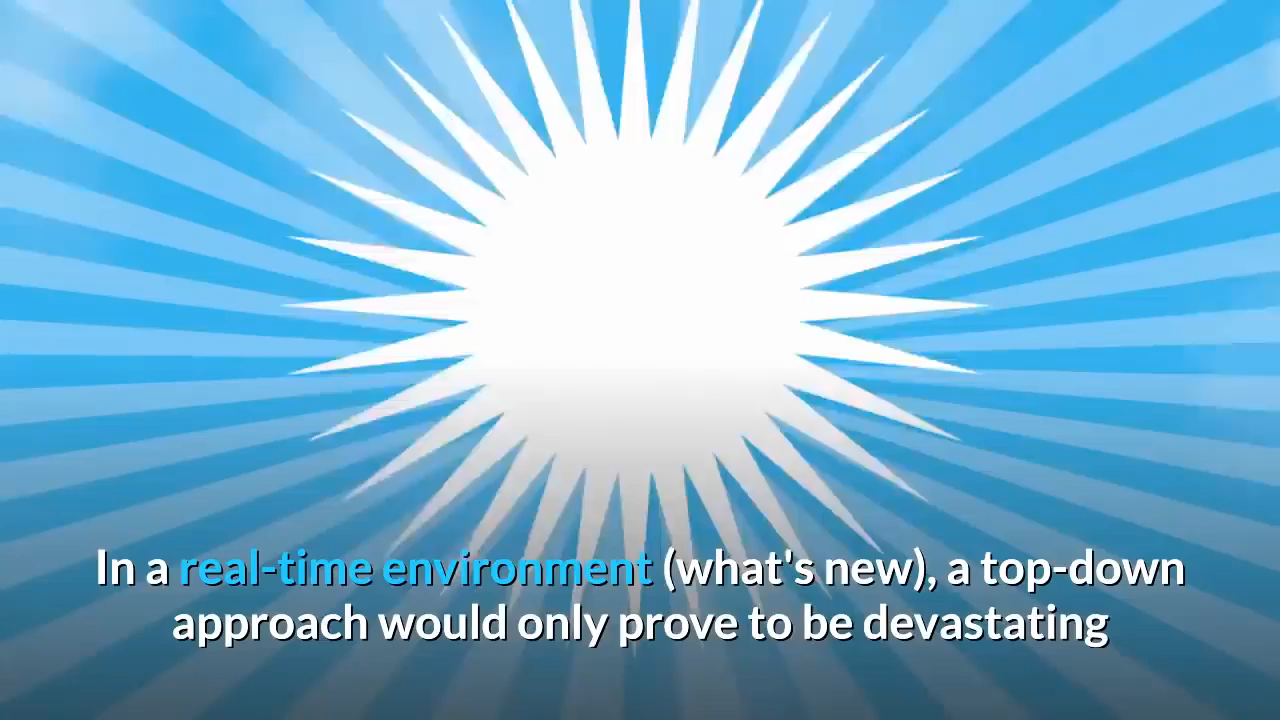 In a real-time environment (what's new), a top-down
approach would only prove to be devastating